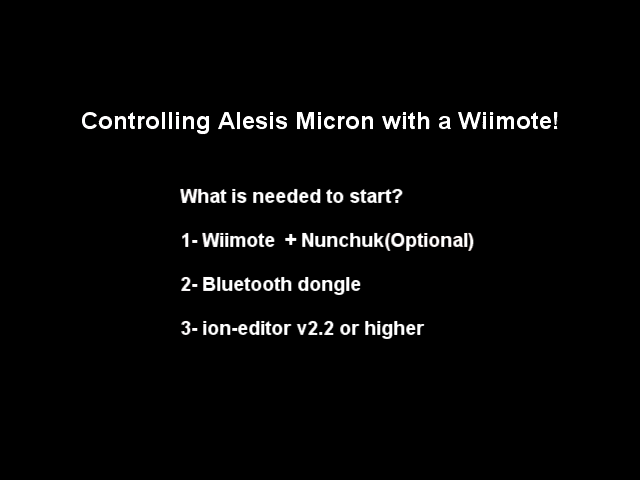 Controlling Alesis Micron with a Wiimote!
What is needed to start?
1- Wiimote + Nunchuk(Optional)
2- Bluetooth dongle
3- ion-editor v2.2 or higher